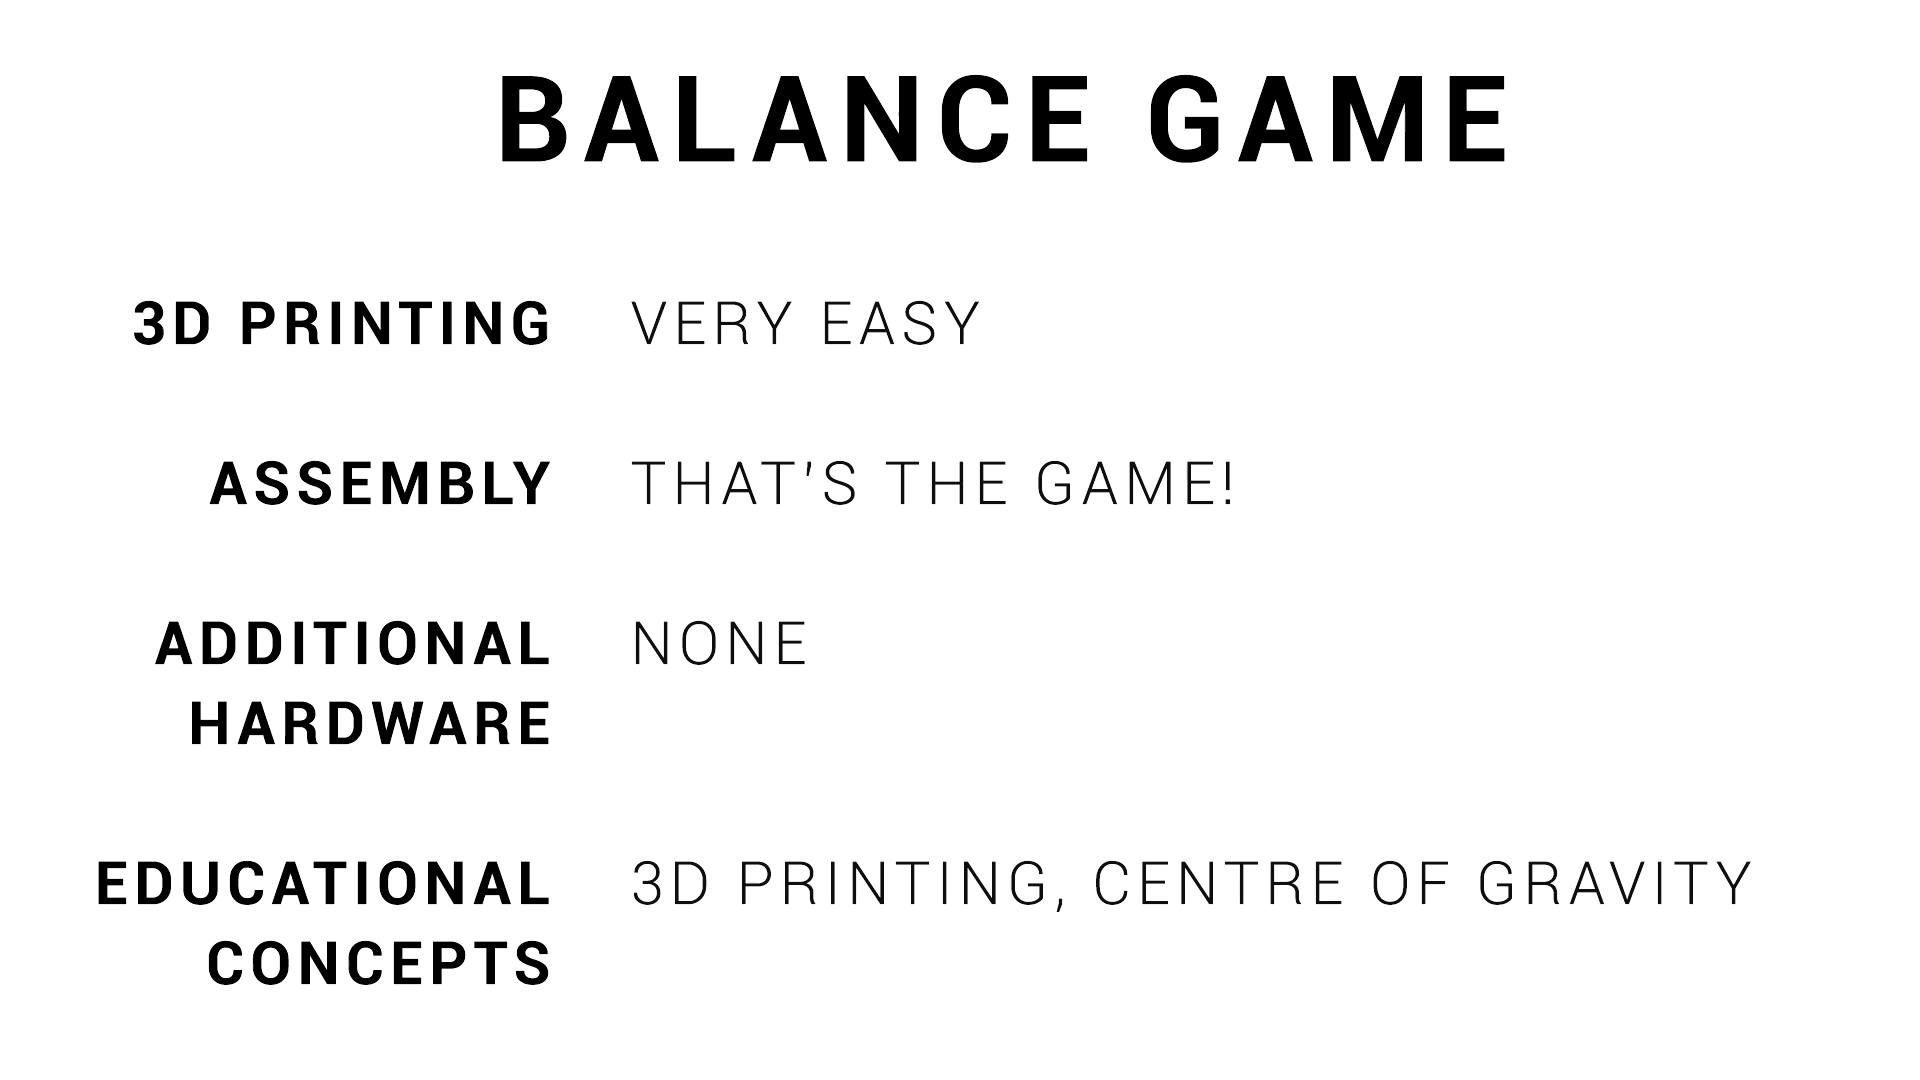 BALANCE GAME
3D PRINTING VERY EASY
ASSEMBLY THAT'S THE GAME!
ADDITIONAL NONE
HARDWARE
EDUCATIONAL 3D PRINTING, CENTRE OF GRAVITY
CONCEPTS